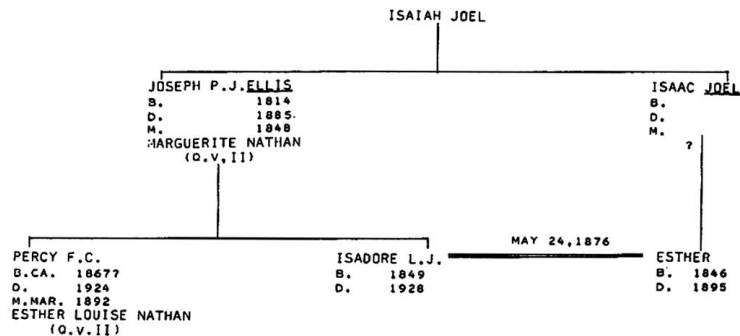 ISAIAH JOEL
JOSEPH P.J.ELLIS
B. 1814
D. 1885
M. 1848
MARGUERITE NATHAN
(Q.V,II)
ISAAC JOEL
B.
D.
M.
?
MAY 24,1876
PERCY F.C.
B.CA. 18677
D. 1924
M.MAR. 1892
ESTHER LOUISE NATHAN
(Q.V.II)
ISADORE L.J.
B. 1849
D. 1928
ESTHER
B. 1846
D. 1895